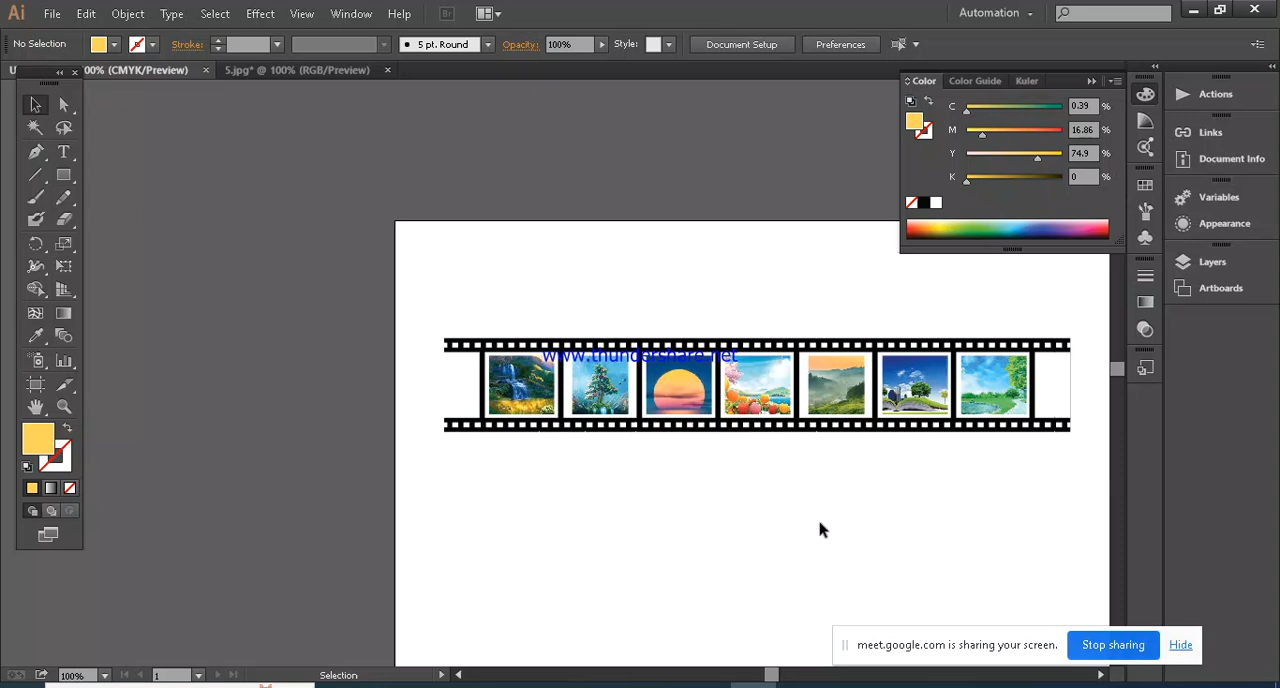 Ai File Edit Object Type Select Effect View Window Help Br Automation
No Selection Stroke: 5 pt. Round Opacity: 100% Style: Document Setup Preferences
00% (CMYK/Preview) × 5.jpg* @ 100% (RGB/Preview) ×
Color Color Guide Kuler
C 0.39 %
M 16.86 %
Y 74.9 %
K 0 %
Actions
Links
Document Info
Variables
Appearance
Layers
Artboards
www.thundershare.net
meet.google.com is sharing your screen. Stop sharing Hide
100% 1 Selection